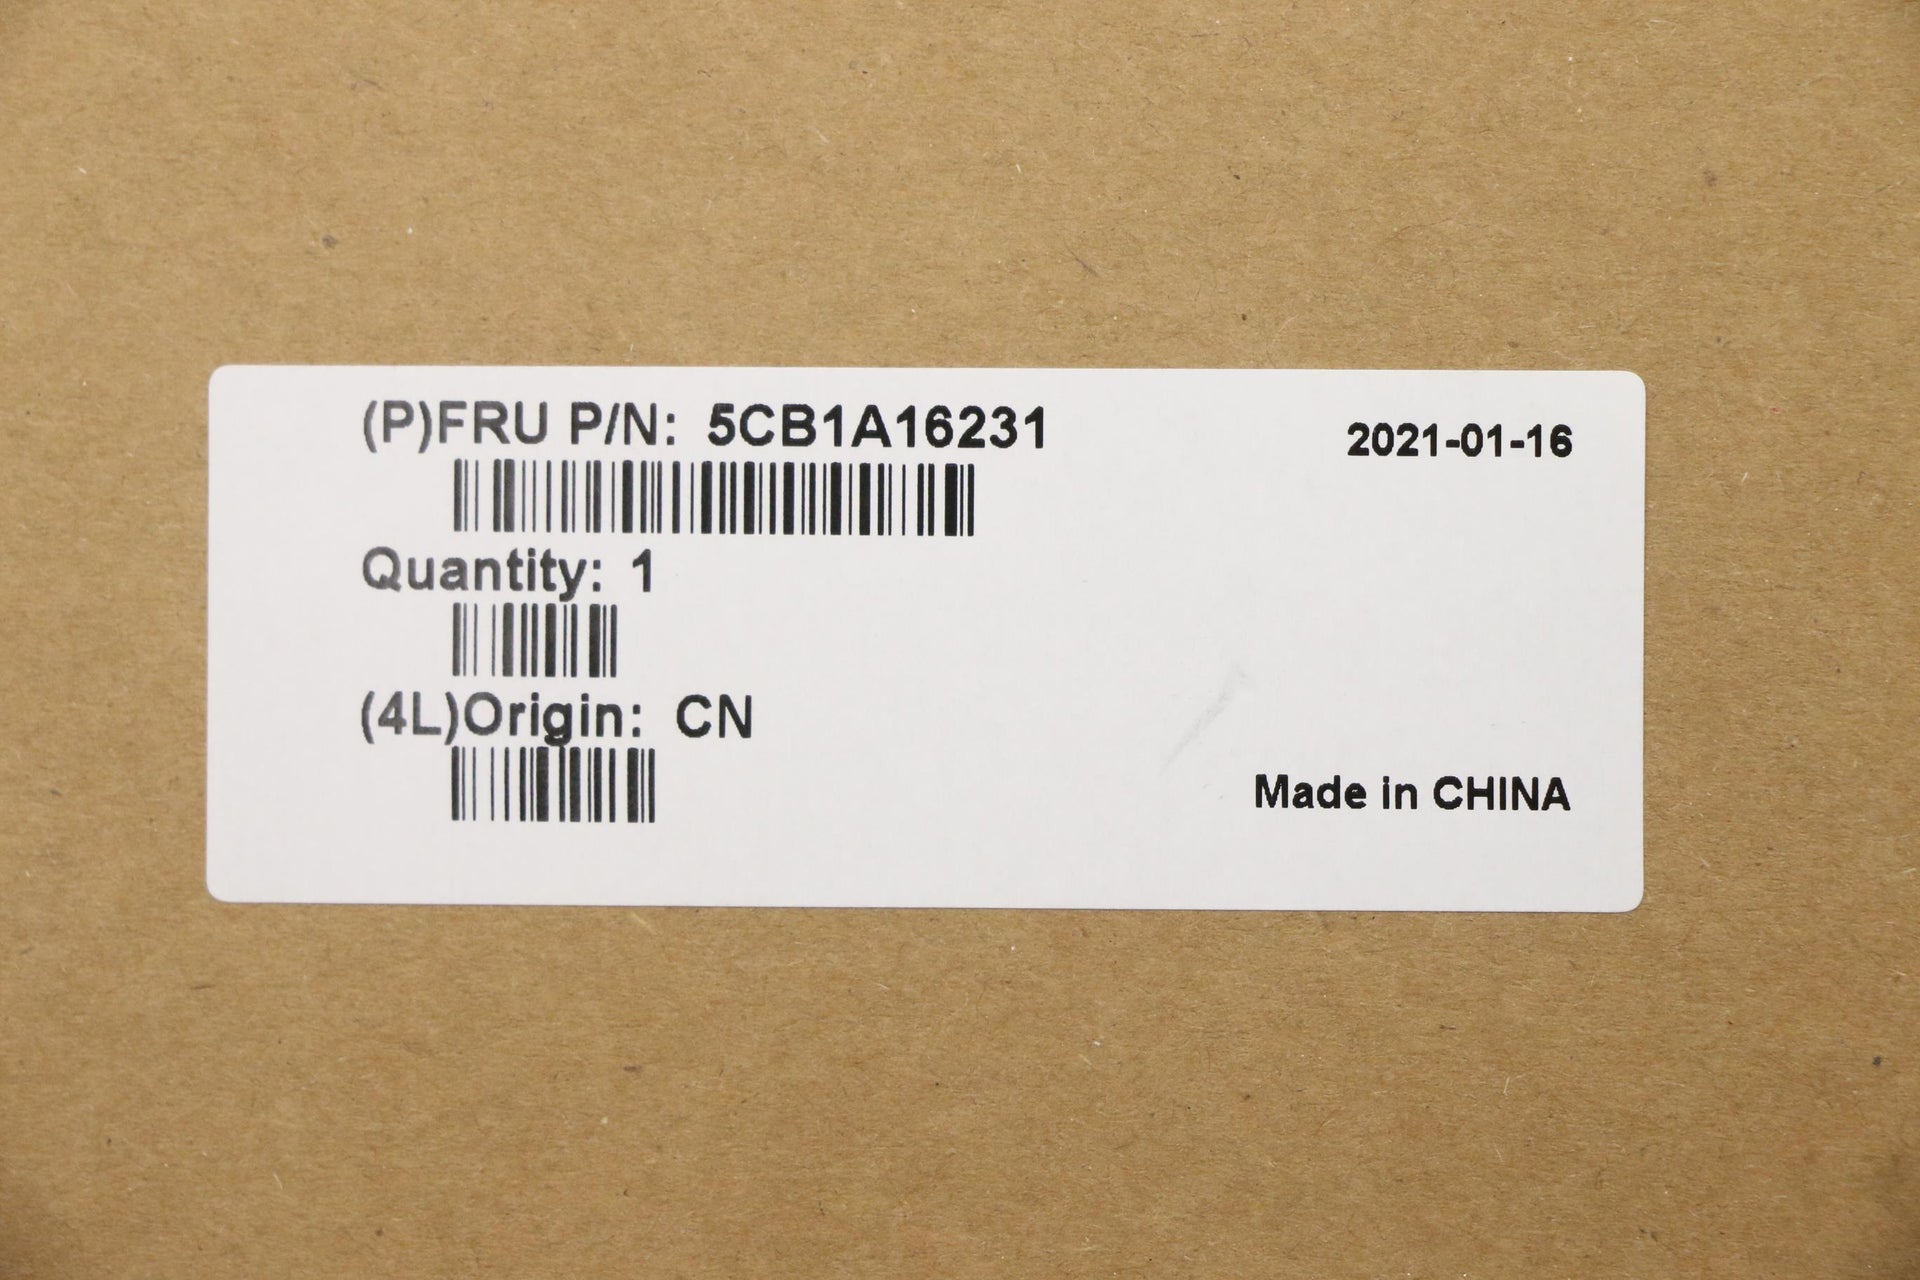 (P)FRU P/N: 5CB1A16231
2021-01-16
Quantity: 1
(4L)Origin: CN
Made in CHINA